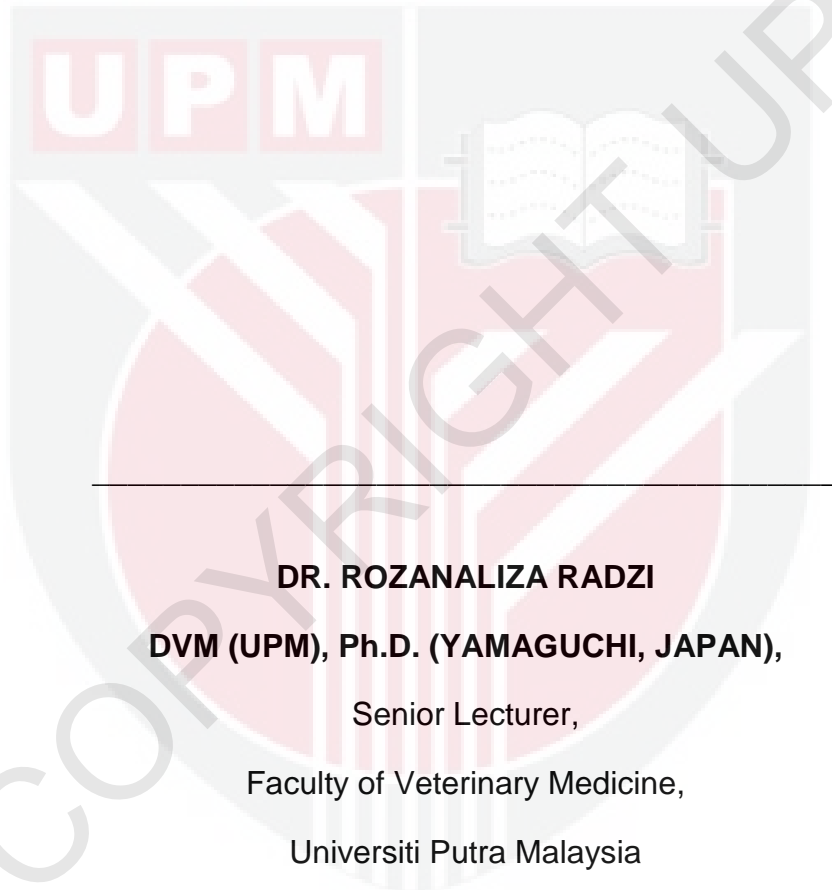 UPM
COPYRIGHT UP
DR. ROZANALIZA RADZI
DVM (UPM), Ph.D. (YAMAGUCHI, JAPAN),
Senior Lecturer,
Faculty of Veterinary Medicine,
Universiti Putra Malaysia